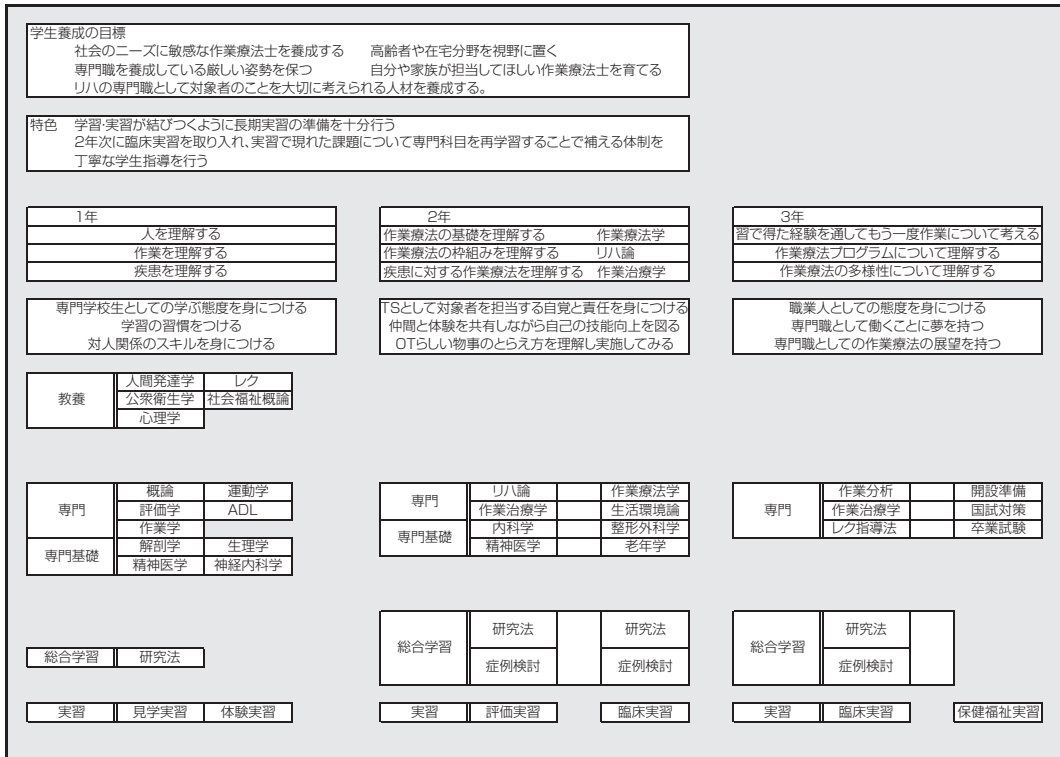 学生養成の目標
社会のニーズに敏感な作業療法士を養成する 高齢者や在宅分野を視野に置く
専門職を養成している厳しい姿勢を保つ 自分や家族が担当してほしい作業療法士を育てる
リハの専門職として対象者のことを大切に考えられる人材を養成する。
特色 学習・実習が結びつくように長期実習の準備を十分行う
2年次に臨床実習を取り入れ、実習で現れた課題について専門科目を再学習することで補える体制を
丁寧な学生指導を行う
1年
人を理解する
作業を理解する
疾患を理解する
専門学校生としての学ぶ態度を身につける
学習の習慣をつける
対人関係のスキルを身につける
2年
作業療法の基礎を理解する 作業療法学
作業療法の枠組みを理解する リハ論
疾患に対する作業療法を理解する 作業治療学
TSとして対象者を担当する自覚と責任を身につける
仲間と体験を共有しながら自己の技能向上を図る
OTらしい物事のとらえ方を理解し実施してみる
3年
習で得た経験を通してもう一度作業について考える
作業療法プログラムについて理解する
作業療法の多様性について理解する
職業人としての態度を身につける
専門職として働くことに夢を持つ
専門職としての作業療法の展望を持つ
教養 人間発達学 レク
公衆衛生学 社会福祉概論
心理学
専門 概論 運動学
評価学 ADL
作業学
専門基礎 解剖学 生理学
精神医学 神経内科学
専門 リハ論 作業療法学
作業治療学 生活環境論
専門基礎 内科学 整形外科学
精神医学 老年学
専門 作業分析 開設準備
作業治療学 国試対策
レク指導法 卒業試験
総合学習 研究法
総合学習 研究法 研究法
症例検討 症例検討
総合学習 研究法
症例検討
実習 見学実習 体験実習
実習 評価実習 臨床実習
実習 臨床実習 保健福祉実習